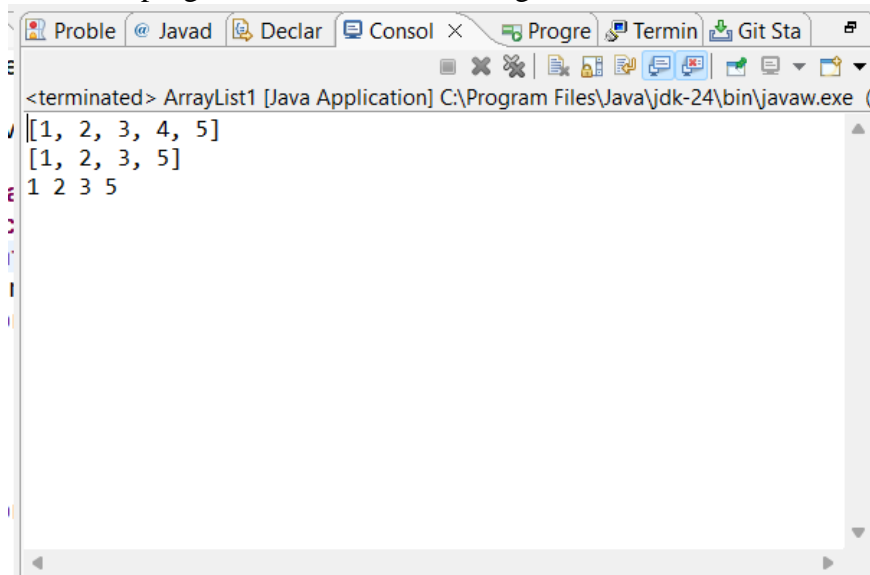 Proble @ Javad Declar Consol × Progre Termin Git Sta
<terminated> ArrayList1 [Java Application] C:\Program Files\Java\jdk-24\bin\javaw.exe (
[1, 2, 3, 4, 5]
[1, 2, 3, 5]
1 2 3 5